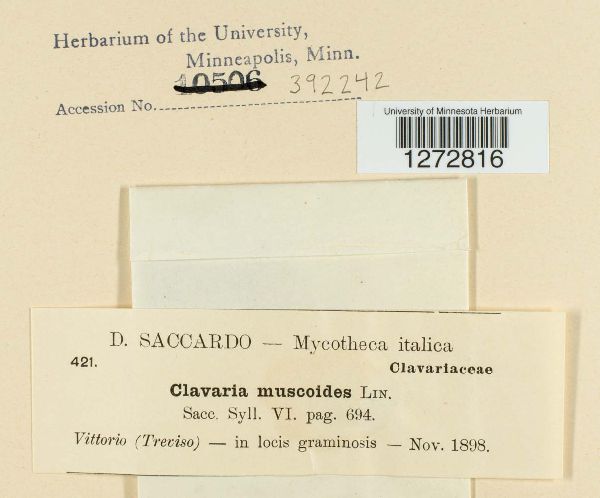 Herbarium of the University,
Minneapolis, Minn.
10506 392242
Accession No.
University of Minnesota Herbarium
1272816
D. SACCARDO — Mycotheca italica
421.
Clavariaceae
Clavaria muscoides LIN.
Sacc. Syll. VI. pag. 694.
Vittorio (Treviso) — in locis graminosis — Nov. 1898.